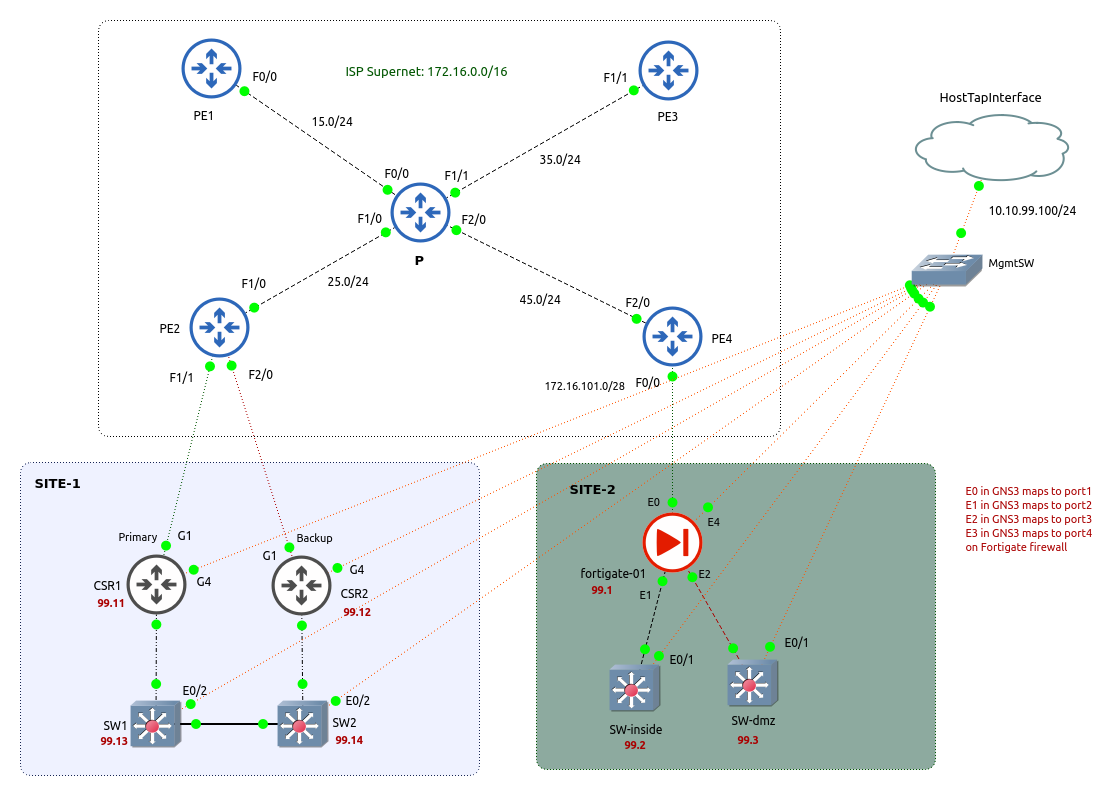 F0/0
ISP Supernet: 172.16.0.0/16
F1/1
PE1
PE3
15.0/24
35.0/24
HostTapInterface
10.10.99.100/24
MgmtSW
F0/0
F1/1
F1/0
F2/0
P
25.0/24
45.0/24
F1/0
F2/0
PE2
PE4
F1/1
F2/0
172.16.101.0/28
F0/0
SITE-1
Primary
G1
G1
Backup
G4
G4
CSR1
99.11
CSR2
99.12
E0/2
E0/2
SW1
99.13
SW2
99.14
SITE-2
E0
E4
fortigate-01
99.1
E1
E2
E0/1
E0/1
SW-inside
99.2
SW-dmz
99.3
E0 in GNS3 maps to port1
E1 in GNS3 maps to port2
E2 in GNS3 maps to port3
E3 in GNS3 maps to port4
on Fortigate firewall